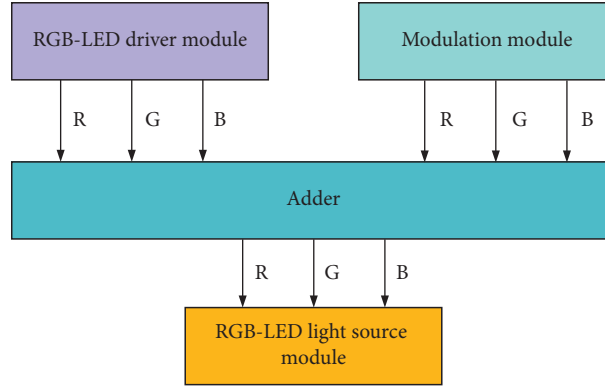 RGB-LED driver module
Modulation module
R G B
R G B
Adder
R G B
RGB-LED light source
module